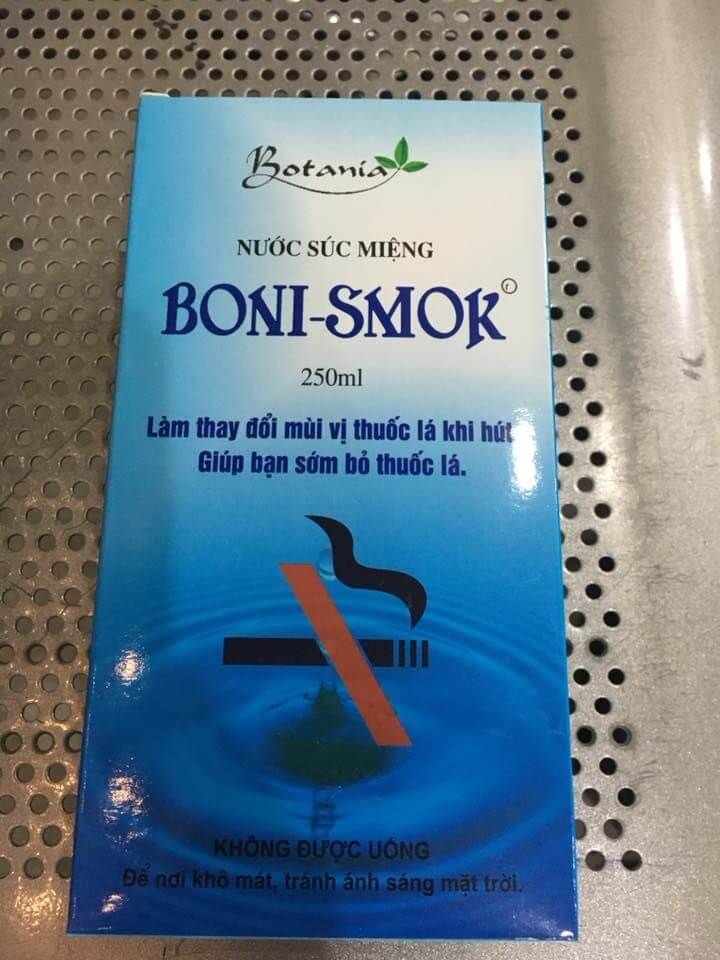 Botania
NƯỚC SÚC MIỆNG
BONI-SMOK
250ml
Làm thay đổi mùi vị thuốc lá khi hút
Giúp bạn sớm bỏ thuốc lá.
KHÔNG ĐƯỢC UỐNG
Để nơi khô mát, tránh ánh sáng mặt trời.